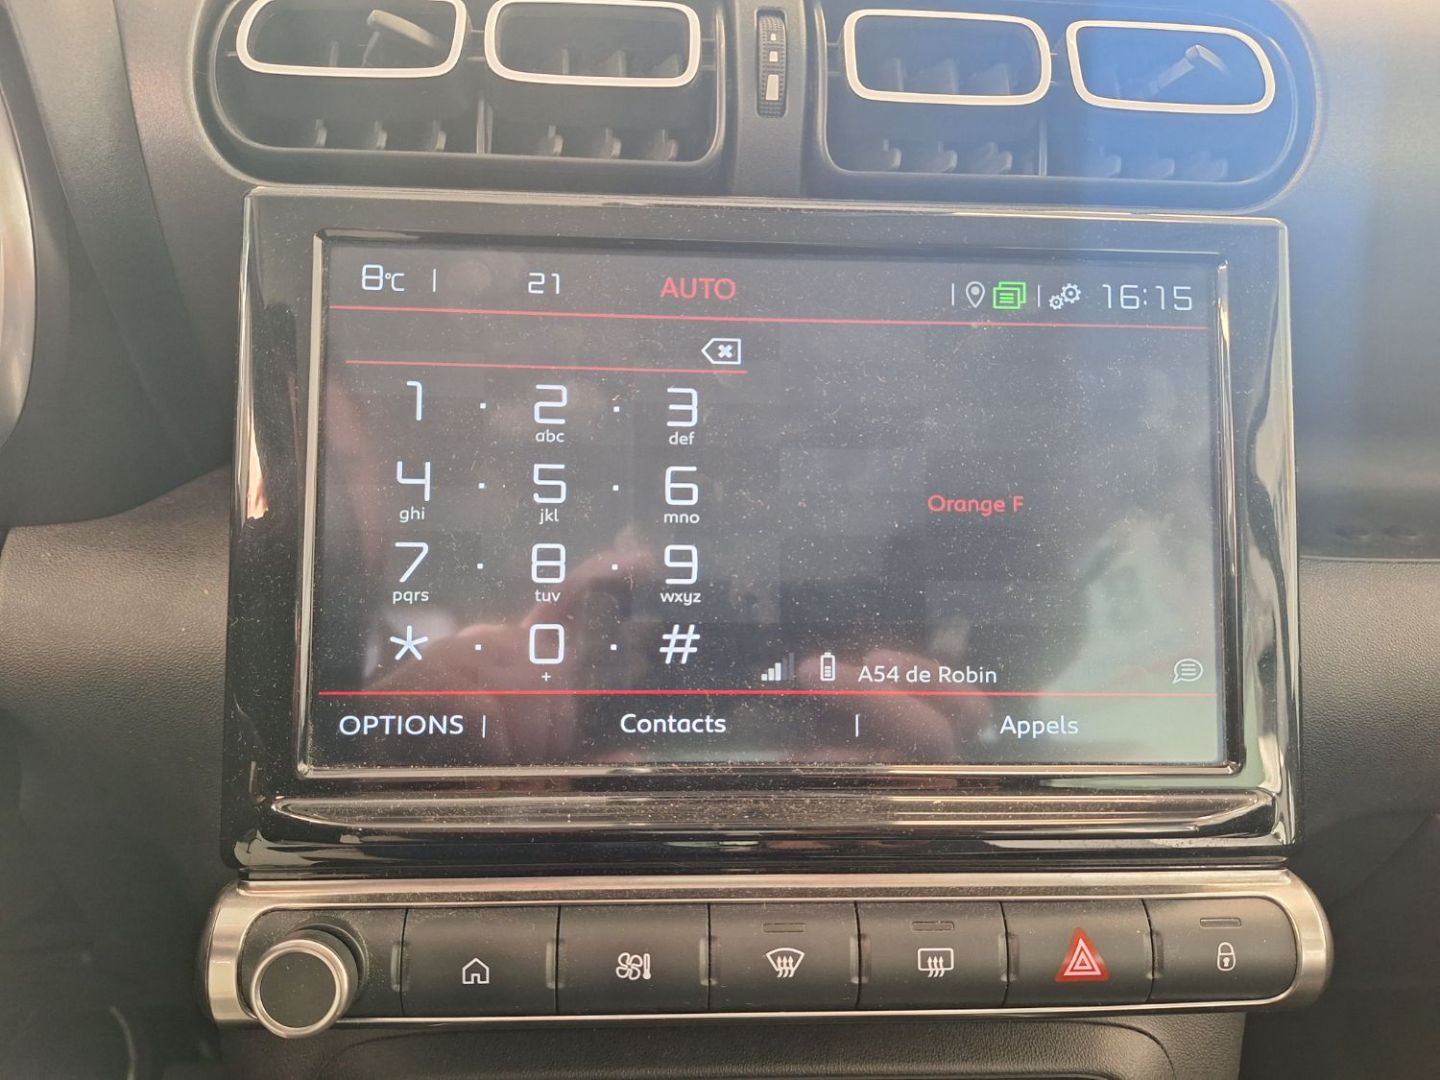 8°C | 21 AUTO | | 16:15
1 · 2 · 3
abc def
4 · 5 · 6
ghi jkl mno
7 · 8 · 9
pqrs tuv wxyz
* · 0 · #
+
Orange F
A54 de Robin
OPTIONS | Contacts | Appels